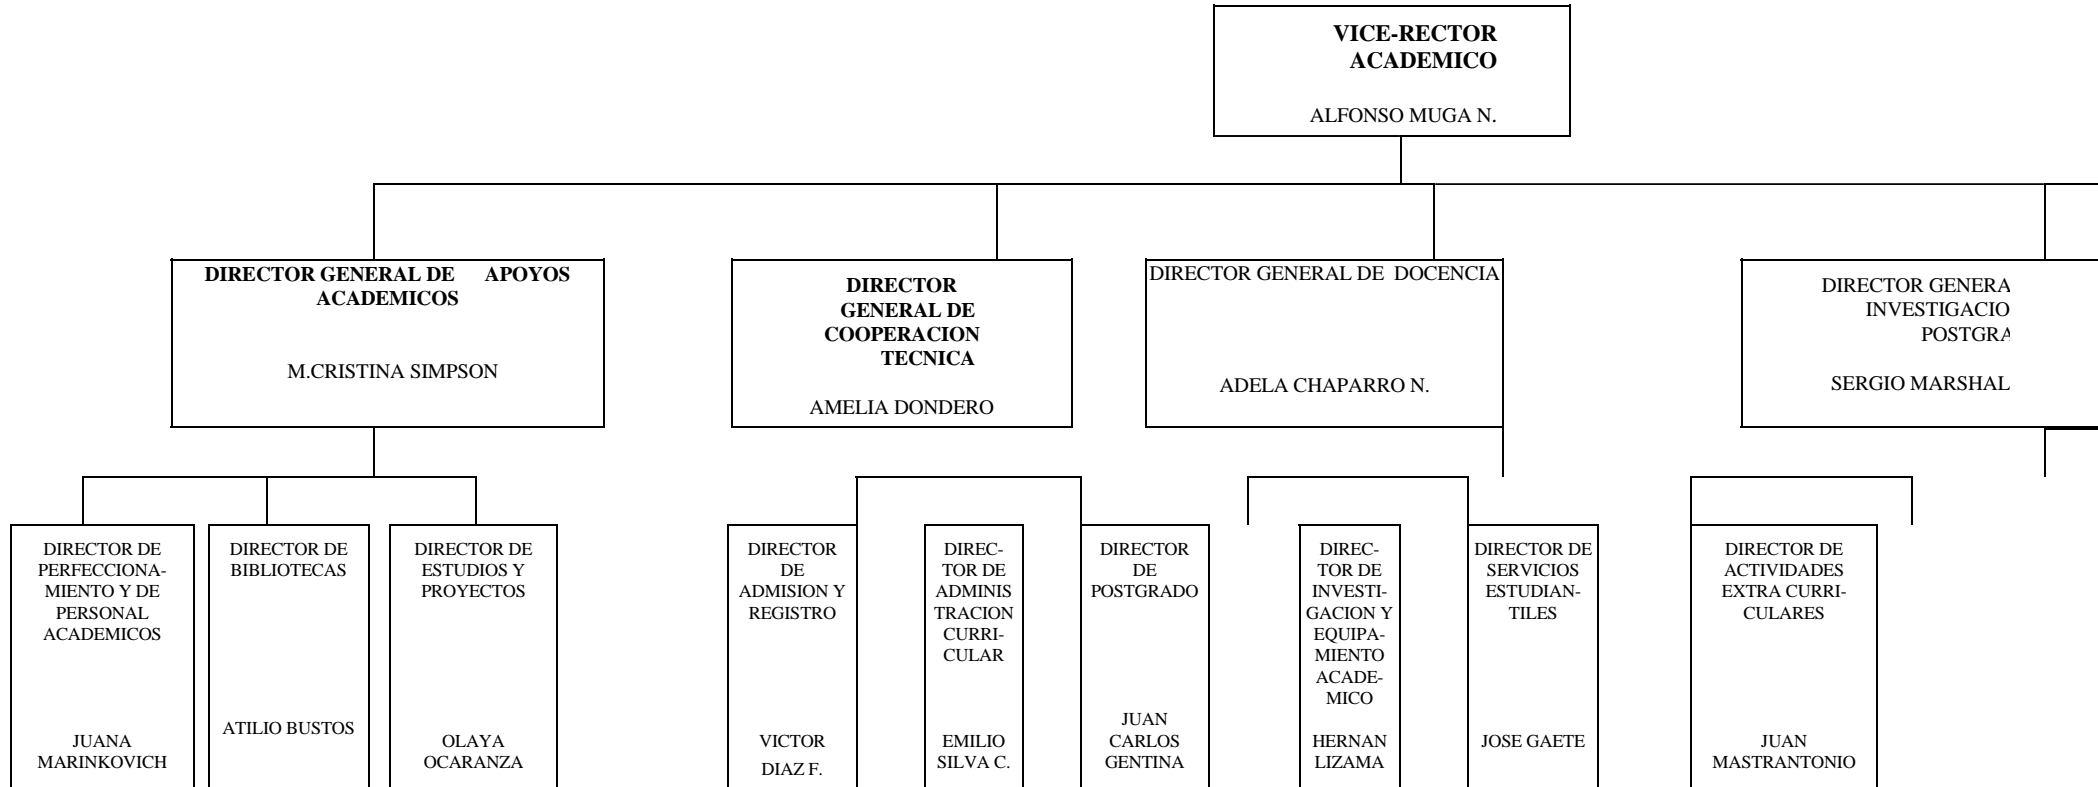 VICE-RECTOR
ACADEMICO
ALFONSO MUGA N.
DIRECTOR GENERAL DE APOYOS
ACADEMICOS
M.CRISTINA SIMPSON
DIRECTOR
GENERAL DE
COOPERACION
TECNICA
AMELIA DONDERO
DIRECTOR GENERAL DE DOCENCIA
ADELA CHAPARRO N.
DIRECTOR GENERA
INVESTIGACIO
POSTGRA
SERGIO MARSHAL
DIRECTOR DE
PERFECCIONA-
MIENTO Y DE
PERSONAL
ACADEMICOS
JUANA
MARINKOVICH
DIRECTOR DE
BIBLIOTECAS
ATILIO BUSTOS
DIRECTOR DE
ESTUDIOS Y
PROYECTOS
OLAYA
OCARANZA
DIRECTOR
DE
ADMISION Y
REGISTRO
VICTOR
DIAZ F.
DIREC-
TOR DE
ADMINIS
TRACION
CURRI-
CULAR
EMILIO
SILVA C.
DIRECTOR
DE
POSTGRADO
JUAN
CARLOS
GENTINA
DIREC-
TOR DE
INVESTI-
GACION Y
EQUIPA-
MIENTO
ACADE-
MICO
HERNAN
LIZAMA
DIRECTOR DE
SERVICIOS
ESTUDIAN-
TILES
JOSE GAETE
DIRECTOR DE
ACTIVIDADES
EXTRA CURRI-
CULARES
JUAN
MASTRANTONIO